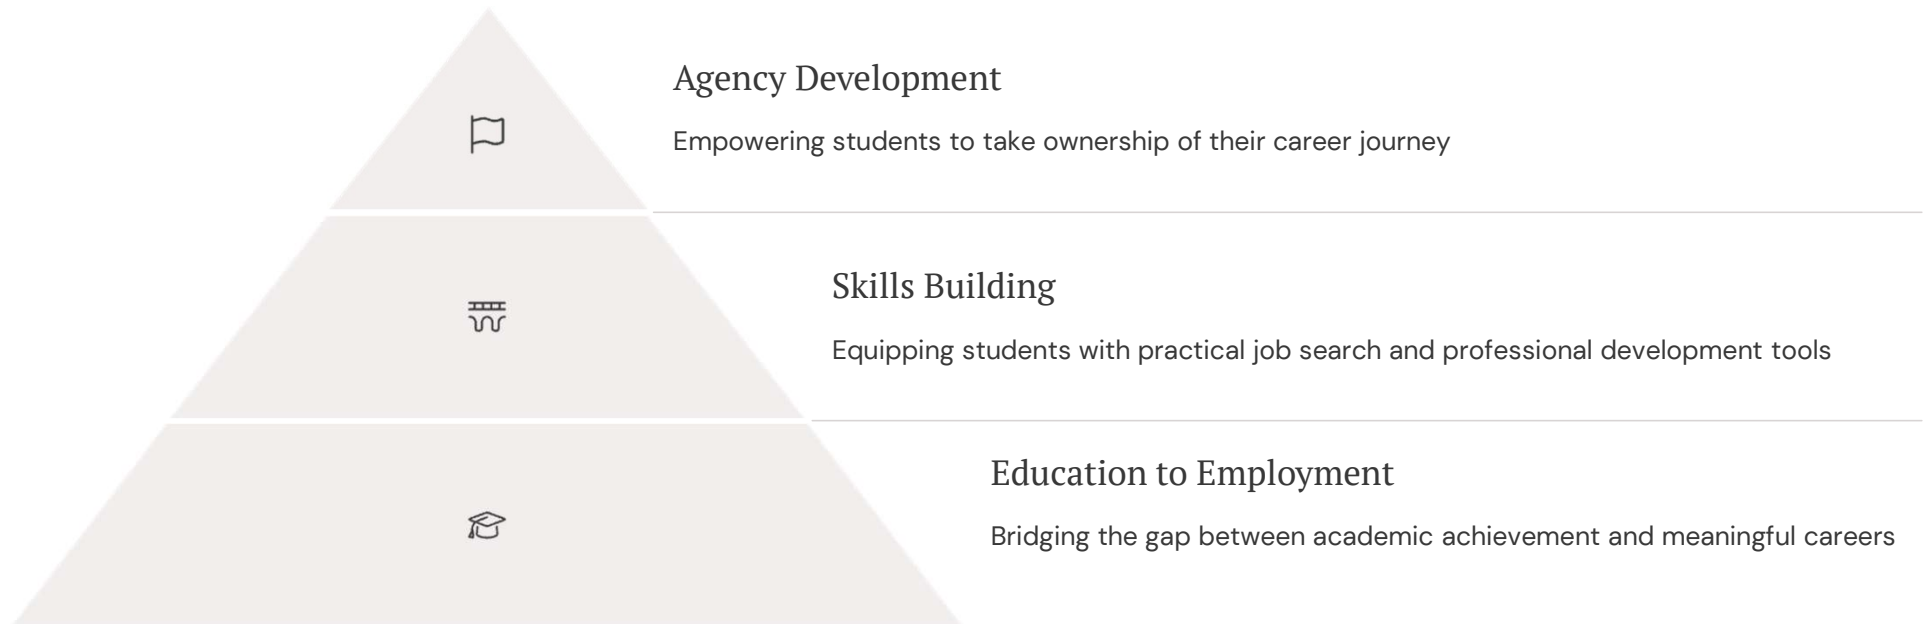 Agency Development
Empowering students to take ownership of their career journey
Skills Building
Equipping students with practical job search and professional development tools
Education to Employment
Bridging the gap between academic achievement and meaningful careers